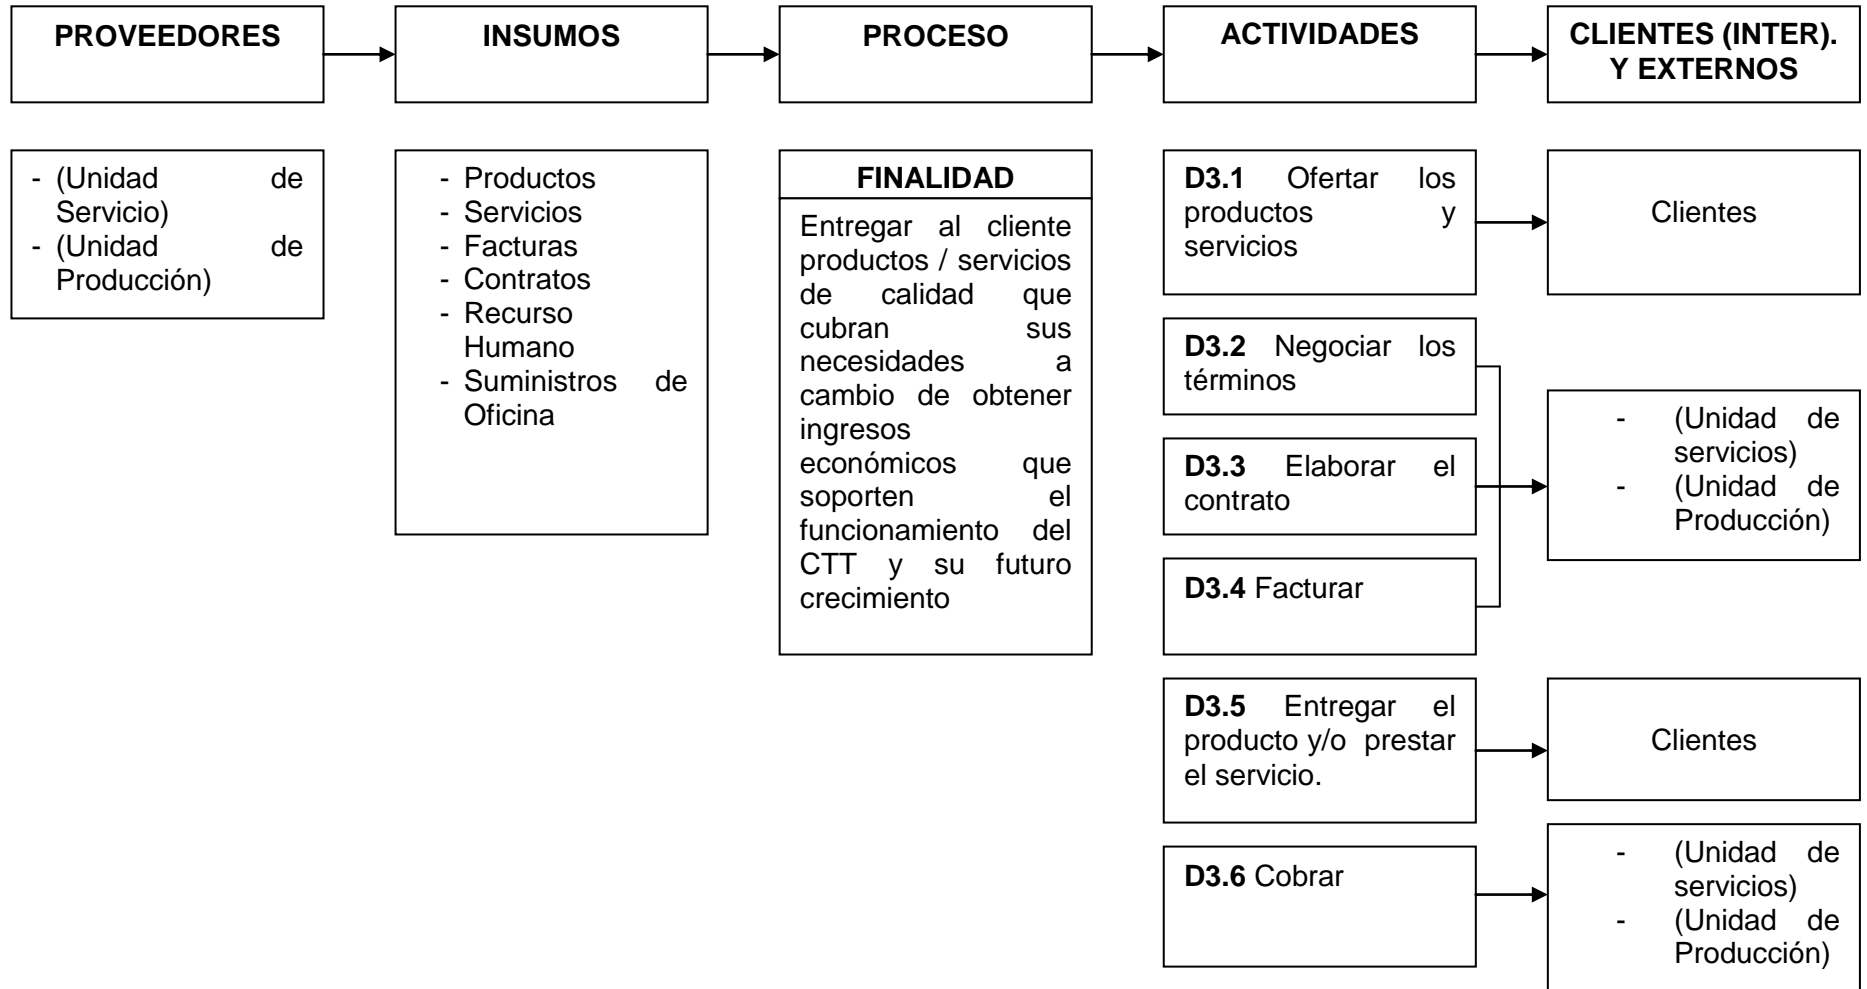 PROVEEDORES
INSUMOS
PROCESO
ACTIVIDADES
CLIENTES (INTER).
Y EXTERNOS
- (Unidad de
Servicio)
- (Unidad de
Producción)
- Productos
- Servicios
- Facturas
- Contratos
- Recurso
Humano
- Suministros de
Oficina
FINALIDAD
Entregar al cliente
productos / servicios
de calidad que
cubran sus
necesidades a
cambio de obtener
ingresos
económicos que
soporten el
funcionamiento del
CTT y su futuro
crecimiento
D3.1 Ofertar los
productos y
servicios
Clientes
D3.2 Negociar los
términos
D3.3 Elaborar el
contrato
D3.4 Facturar
- (Unidad de
servicios)
- (Unidad de
Producción)
D3.5 Entregar el
producto y/o prestar
el servicio.
Clientes
D3.6 Cobrar
- (Unidad de
servicios)
- (Unidad de
Producción)